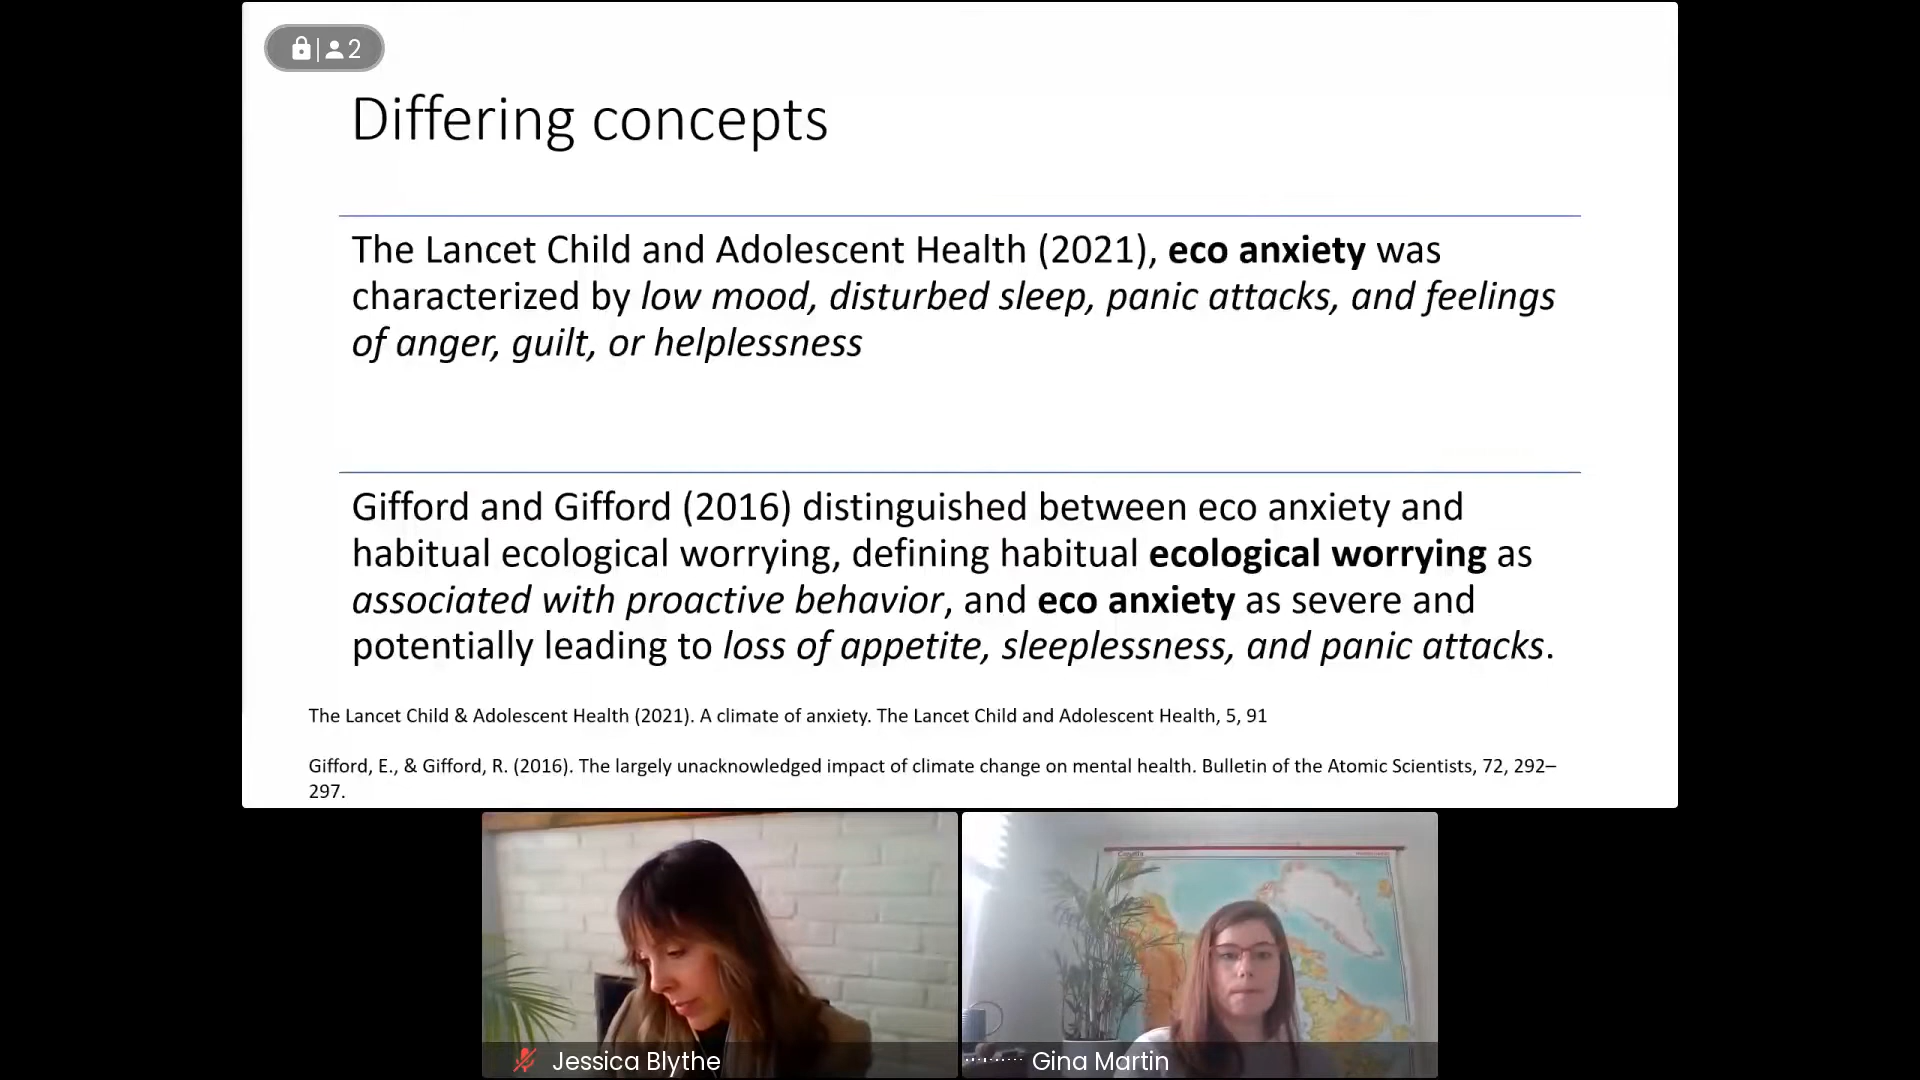 2
Differing concepts
The Lancet Child and Adolescent Health (2021), eco anxiety was
characterized by low mood, disturbed sleep, panic attacks, and feelings
of anger, guilt, or helplessness
Gifford and Gifford (2016) distinguished between eco anxiety and
habitual ecological worrying, defining habitual ecological worrying as
associated with proactive behavior, and eco anxiety as severe and
potentially leading to loss of appetite, sleeplessness, and panic attacks.
The Lancet Child & Adolescent Health (2021). A climate of anxiety. The Lancet Child and Adolescent Health, 5, 91
Gifford, E., & Gifford, R. (2016). The largely unacknowledged impact of climate change on mental health. Bulletin of the Atomic Scientists, 72, 292–
297.
Canada
Jessica Blythe
Gina Martin